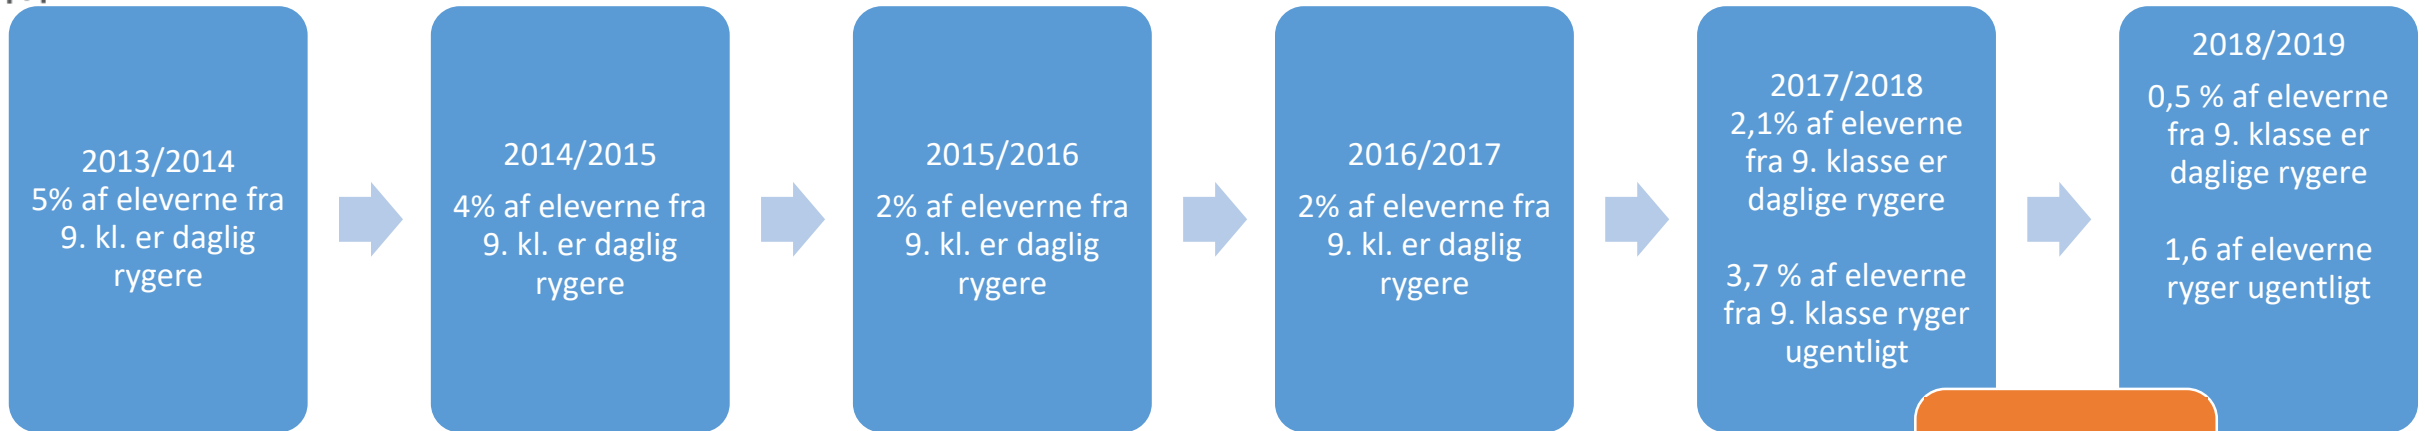 2013/2014
5% af eleverne fra
9. kl. er daglig
rygere
2014/2015
4% af eleverne fra
9. kl. er daglig
rygere
2015/2016
2% af eleverne fra
9. kl. er daglig
rygere
2016/2017
2% af eleverne fra
9. kl. er daglig
rygere
2017/2018
2,1% af eleverne
fra 9. klasse er
daglige rygere
3,7 % af eleverne
fra 9. klasse ryger
ugentligt
2018/2019
0,5 % af eleverne
fra 9. klasse er
daglige rygere
1,6 af eleverne
ryger ugentligt